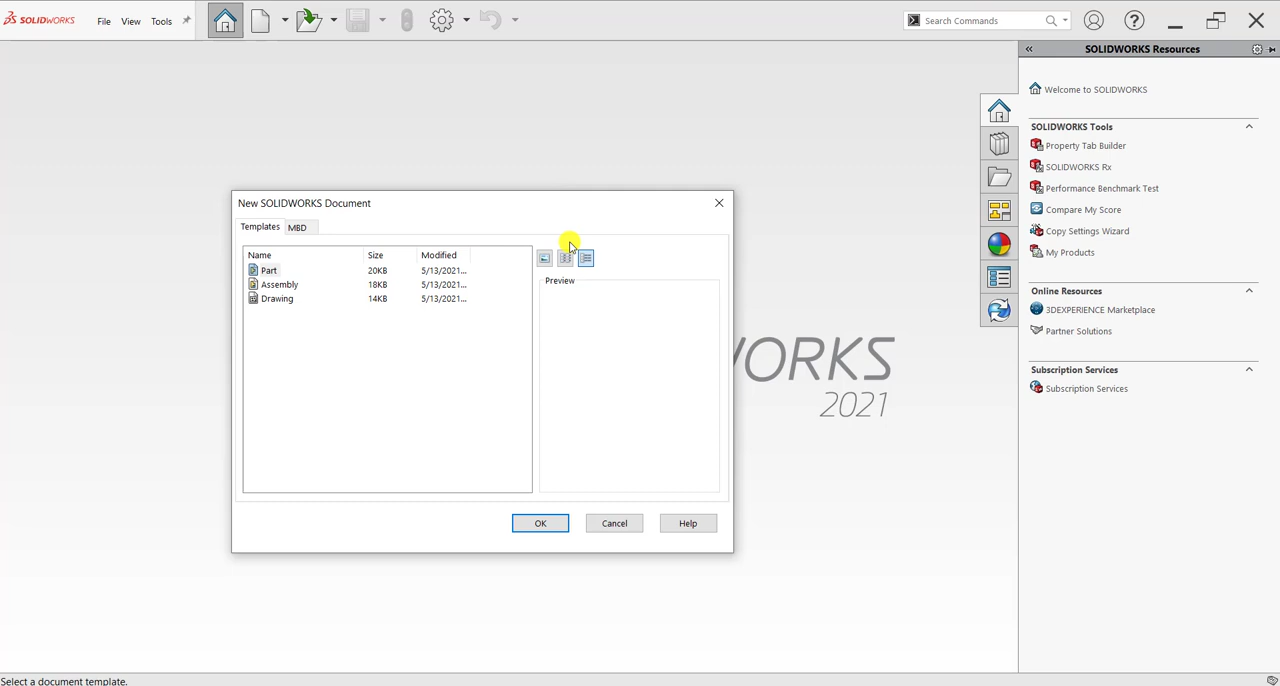 SOLIDWORKS File View Tools Search Commands
SOLIDWORKS Resources
Welcome to SOLIDWORKS
SOLIDWORKS Tools
Property Tab Builder
SOLIDWORKS Rx
Performance Benchmark Test
Compare My Score
Copy Settings Wizard
My Products
Online Resources
3DEXPERIENCE Marketplace
Partner Solutions
Subscription Services
Subscription Services
New SOLIDWORKS Document
Templates MBD
Name Size Modified
Part 20KB 5/13/2021...
Assembly 18KB 5/13/2021...
Drawing 14KB 5/13/2021...
Preview
OK Cancel Help
WORKS
2021
Select a document template.